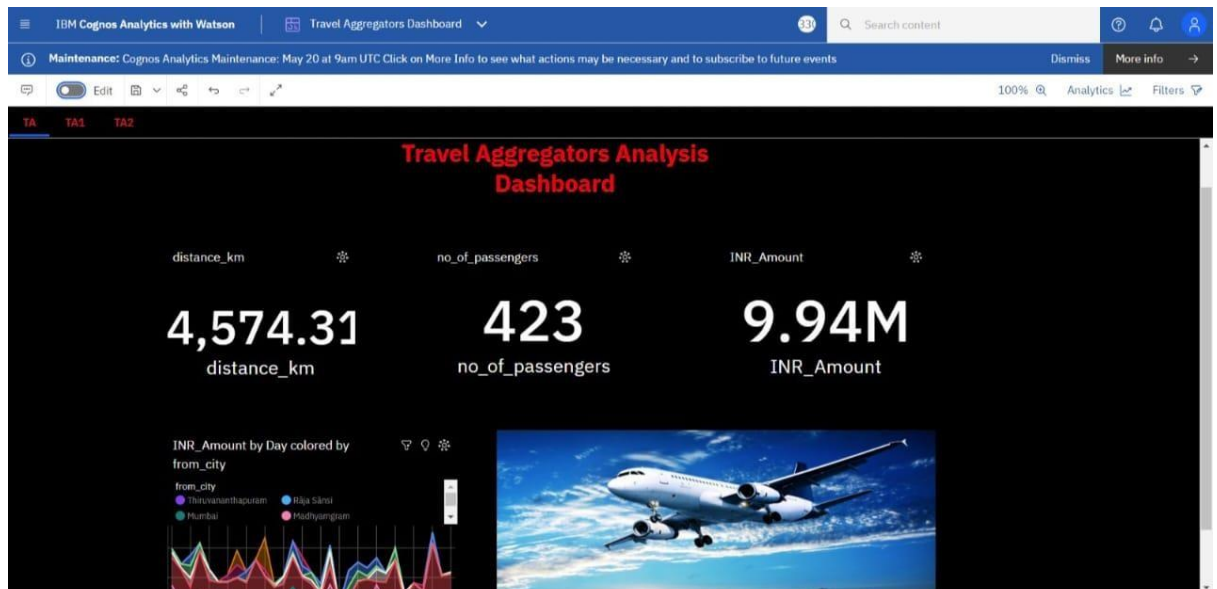 IBM Cognos Analytics with Watson
Travel Aggregators Dashboard
Search content
Maintenance: Cognos Analytics Maintenance: May 20 at 9am UTC Click on More Info to see what actions may be necessary and to subscribe to future events
Dismiss
More info
Edit
100%
Analytics
Filters
TA TA1 TA2
Travel Aggregators Analysis
Dashboard
distance_km
no_of_passengers
INR_Amount
4,574.31
423
9.94M
distance_km
no_of_passengers
INR_Amount
INR_Amount by Day colored by
from_city
from_city
Thiruvananthapuram
Rāja Sānsi
Mumbai
Madhyamgram